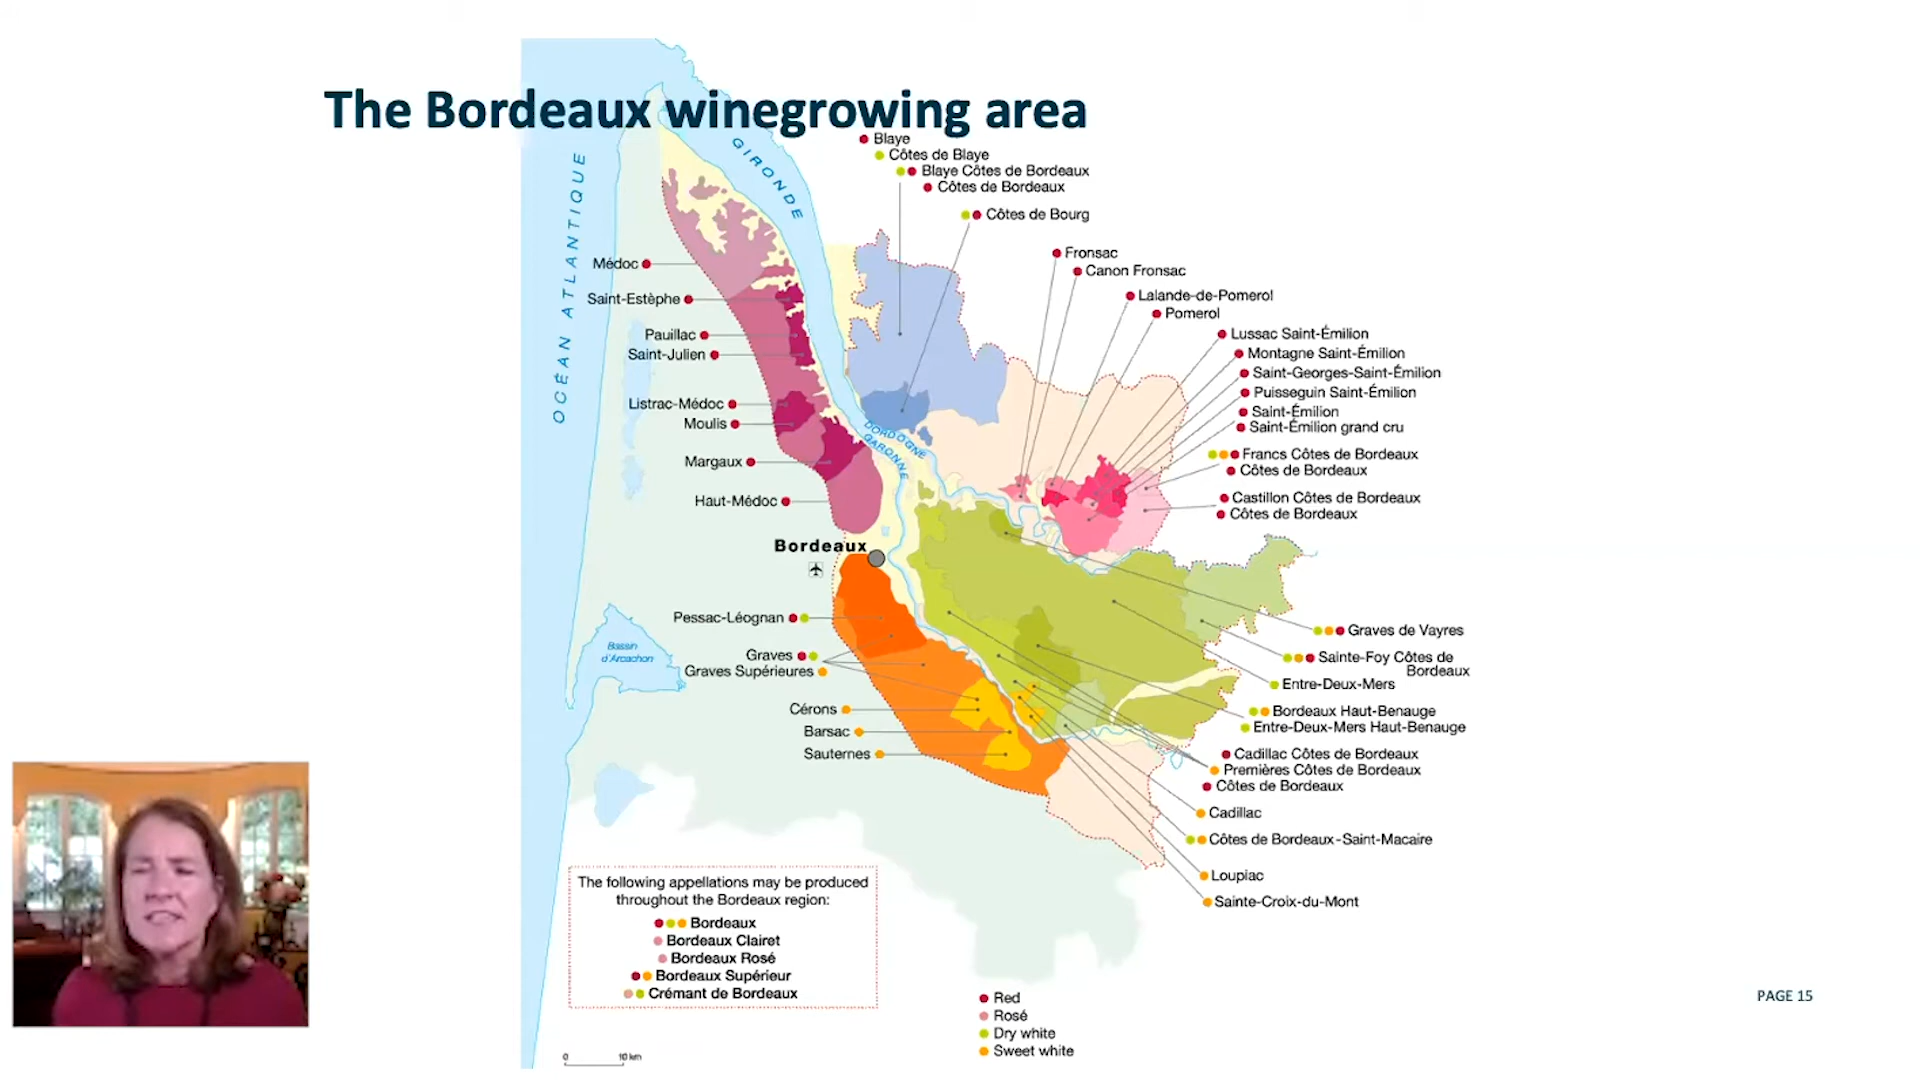 The Bordeaux winegrowing area
OCÉAN ATLANTIQUE
GIRONDE
Blaye
Côtes de Blaye
Blaye Côtes de Bordeaux
Côtes de Bordeaux
Côtes de Bourg
Fronsac
Canon Fronsac
Lalande-de-Pomerol
Pomerol
Lussac Saint-Émilion
Montagne Saint-Émilion
Saint-Georges-Saint-Émilion
Puisseguin Saint-Émilion
Saint-Émilion
Saint-Émilion grand cru
Francs Côtes de Bordeaux
Côtes de Bordeaux
Castillon Côtes de Bordeaux
Côtes de Bordeaux
Médoc
Saint-Estèphe
Pauillac
Saint-Julien
Listrac-Médoc
Moulis
Margaux
Haut-Médoc
DORDOGNE
GARONNE
Bordeaux
Pessac-Léognan
Graves
Graves Supérieures
Cérons
Barsac
Sauternes
Bassin
d'Arcachon
Graves de Vayres
Sainte-Foy Côtes de
Bordeaux
Entre-Deux-Mers
Bordeaux Haut-Benauge
Entre-Deux-Mers Haut-Benauge
Cadillac Côtes de Bordeaux
Premières Côtes de Bordeaux
Côtes de Bordeaux
Cadillac
Côtes de Bordeaux-Saint-Macaire
Loupiac
Sainte-Croix-du-Mont
The following appellations may be produced
throughout the Bordeaux region:
Bordeaux
Bordeaux Clairet
Bordeaux Rosé
Bordeaux Supérieur
Crémant de Bordeaux
Red
Rosé
Dry white
Sweet white
0 10 km
PAGE 15